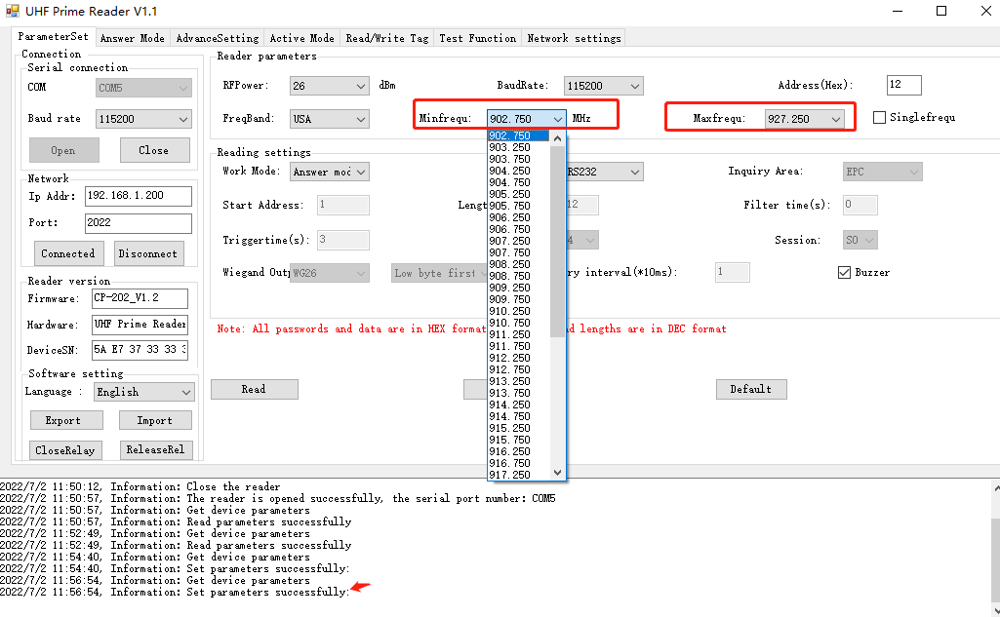 UHF Prime Reader V1.1
ParameterSet Answer Mode AdvanceSetting Active Mode Read/Write Tag Test Function Network settings
Connection
Serial connection
COM COM5
Baud rate 115200
Open Close
Network
Ip Addr: 192.168.1.200
Port: 2022
Connected Disconnect
Reader version
Firmware: CP-202_V1.2
Hardware: UHF Prime Reader
DeviceSN: 5A E7 37 33 33
Software setting
Language : English
Export Import
CloseRelay ReleaseRel
Reader parameters
RFPower: 26 dBm BaudRate: 115200 Address(Hex): 12
FreqBand: USA Minfrequ: 902.750 MHz Maxfrequ: 927.250 Singlefrequ
902.750
903.250
903.750
904.250
904.750
905.250
905.750
906.250
906.750
907.250
907.750
908.250
908.750
909.250
909.750
910.250
910.750
911.250
911.750
912.250
912.750
913.250
913.750
914.250
914.750
915.250
915.750
916.250
916.750
917.250
Reading settings
Work Mode: Answer mod RS232 Inquiry Area: EPC
Start Address: 1 Lengt 12 Filter time(s): 0
Triggertime(s): 3 4 Session: S0
Wiegand Outp WG26 Low byte first ry interval(*10ms): 1 Buzzer
Note: All passwords and data are in HEX format d lengths are in DEC format
Read Default
2022/7/2 11:50:12, Information: Close the reader
2022/7/2 11:50:57, Information: The reader is opened successfully, the serial port number: COM5
2022/7/2 11:50:57, Information: Get device parameters
2022/7/2 11:50:57, Information: Read parameters successfully
2022/7/2 11:52:49, Information: Get device parameters
2022/7/2 11:52:49, Information: Read parameters successfully
2022/7/2 11:54:40, Information: Get device parameters
2022/7/2 11:54:40, Information: Set parameters successfully:
2022/7/2 11:56:54, Information: Get device parameters
2022/7/2 11:56:54, Information: Set parameters successfully: